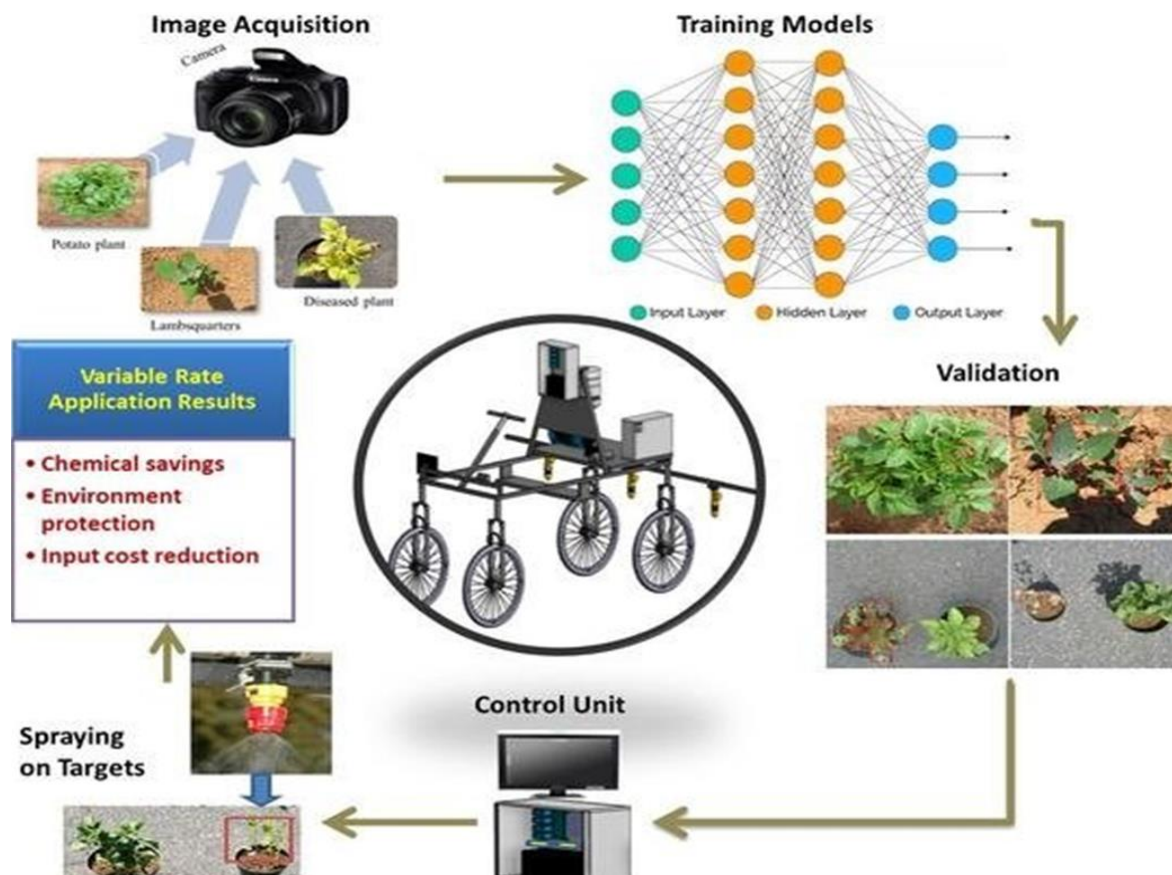 Image Acquisition
Camera
Canon
Potato plant
Lambsquarters
Diseased plant
Training Models
Input Layer
Hidden Layer
Output Layer
Validation
Control Unit
Spraying
on Targets
Variable Rate
Application Results
• Chemical savings
• Environment
protection
• Input cost reduction